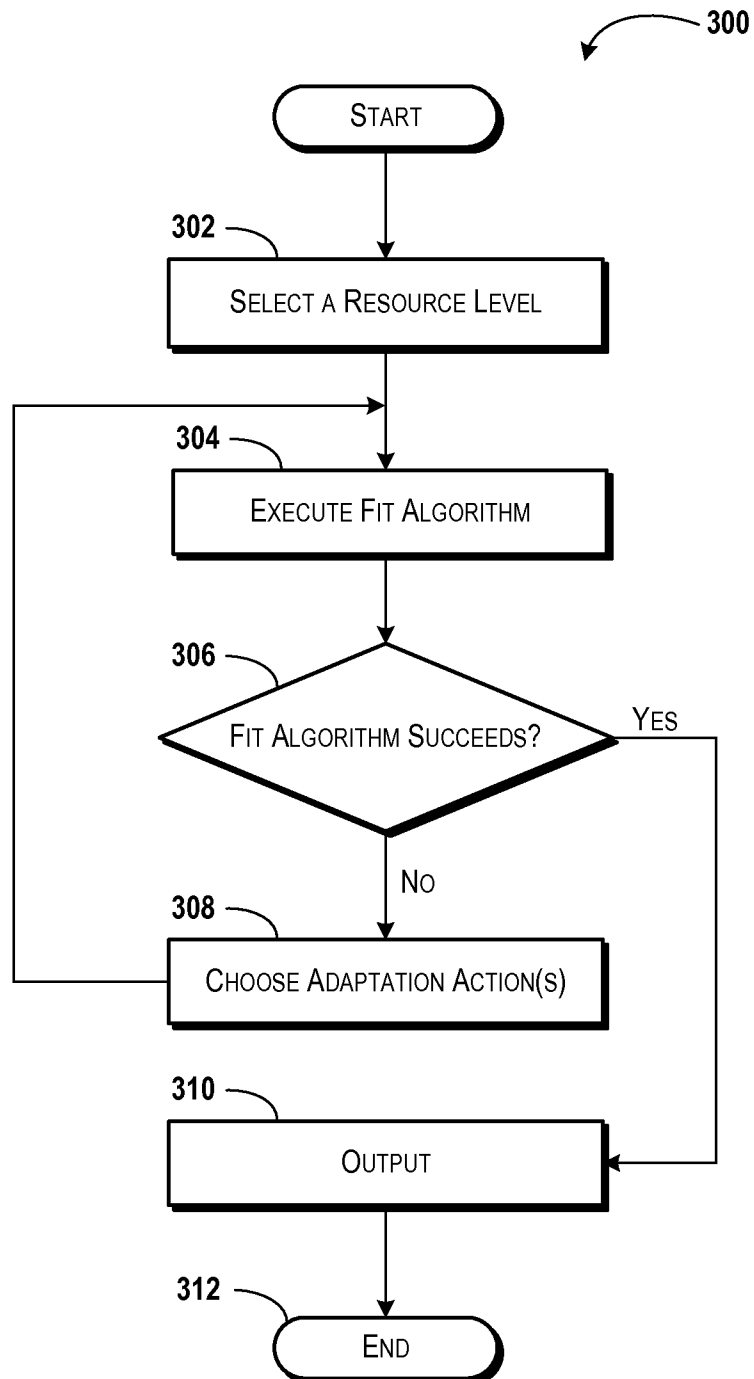 300
START
302
SELECT A RESOURCE LEVEL
304
EXECUTE FIT ALGORITHM
306
FIT ALGORITHM SUCCEEDS?
YES
NO
308
CHOOSE ADAPTATION ACTION(S)
310
OUTPUT
312
END